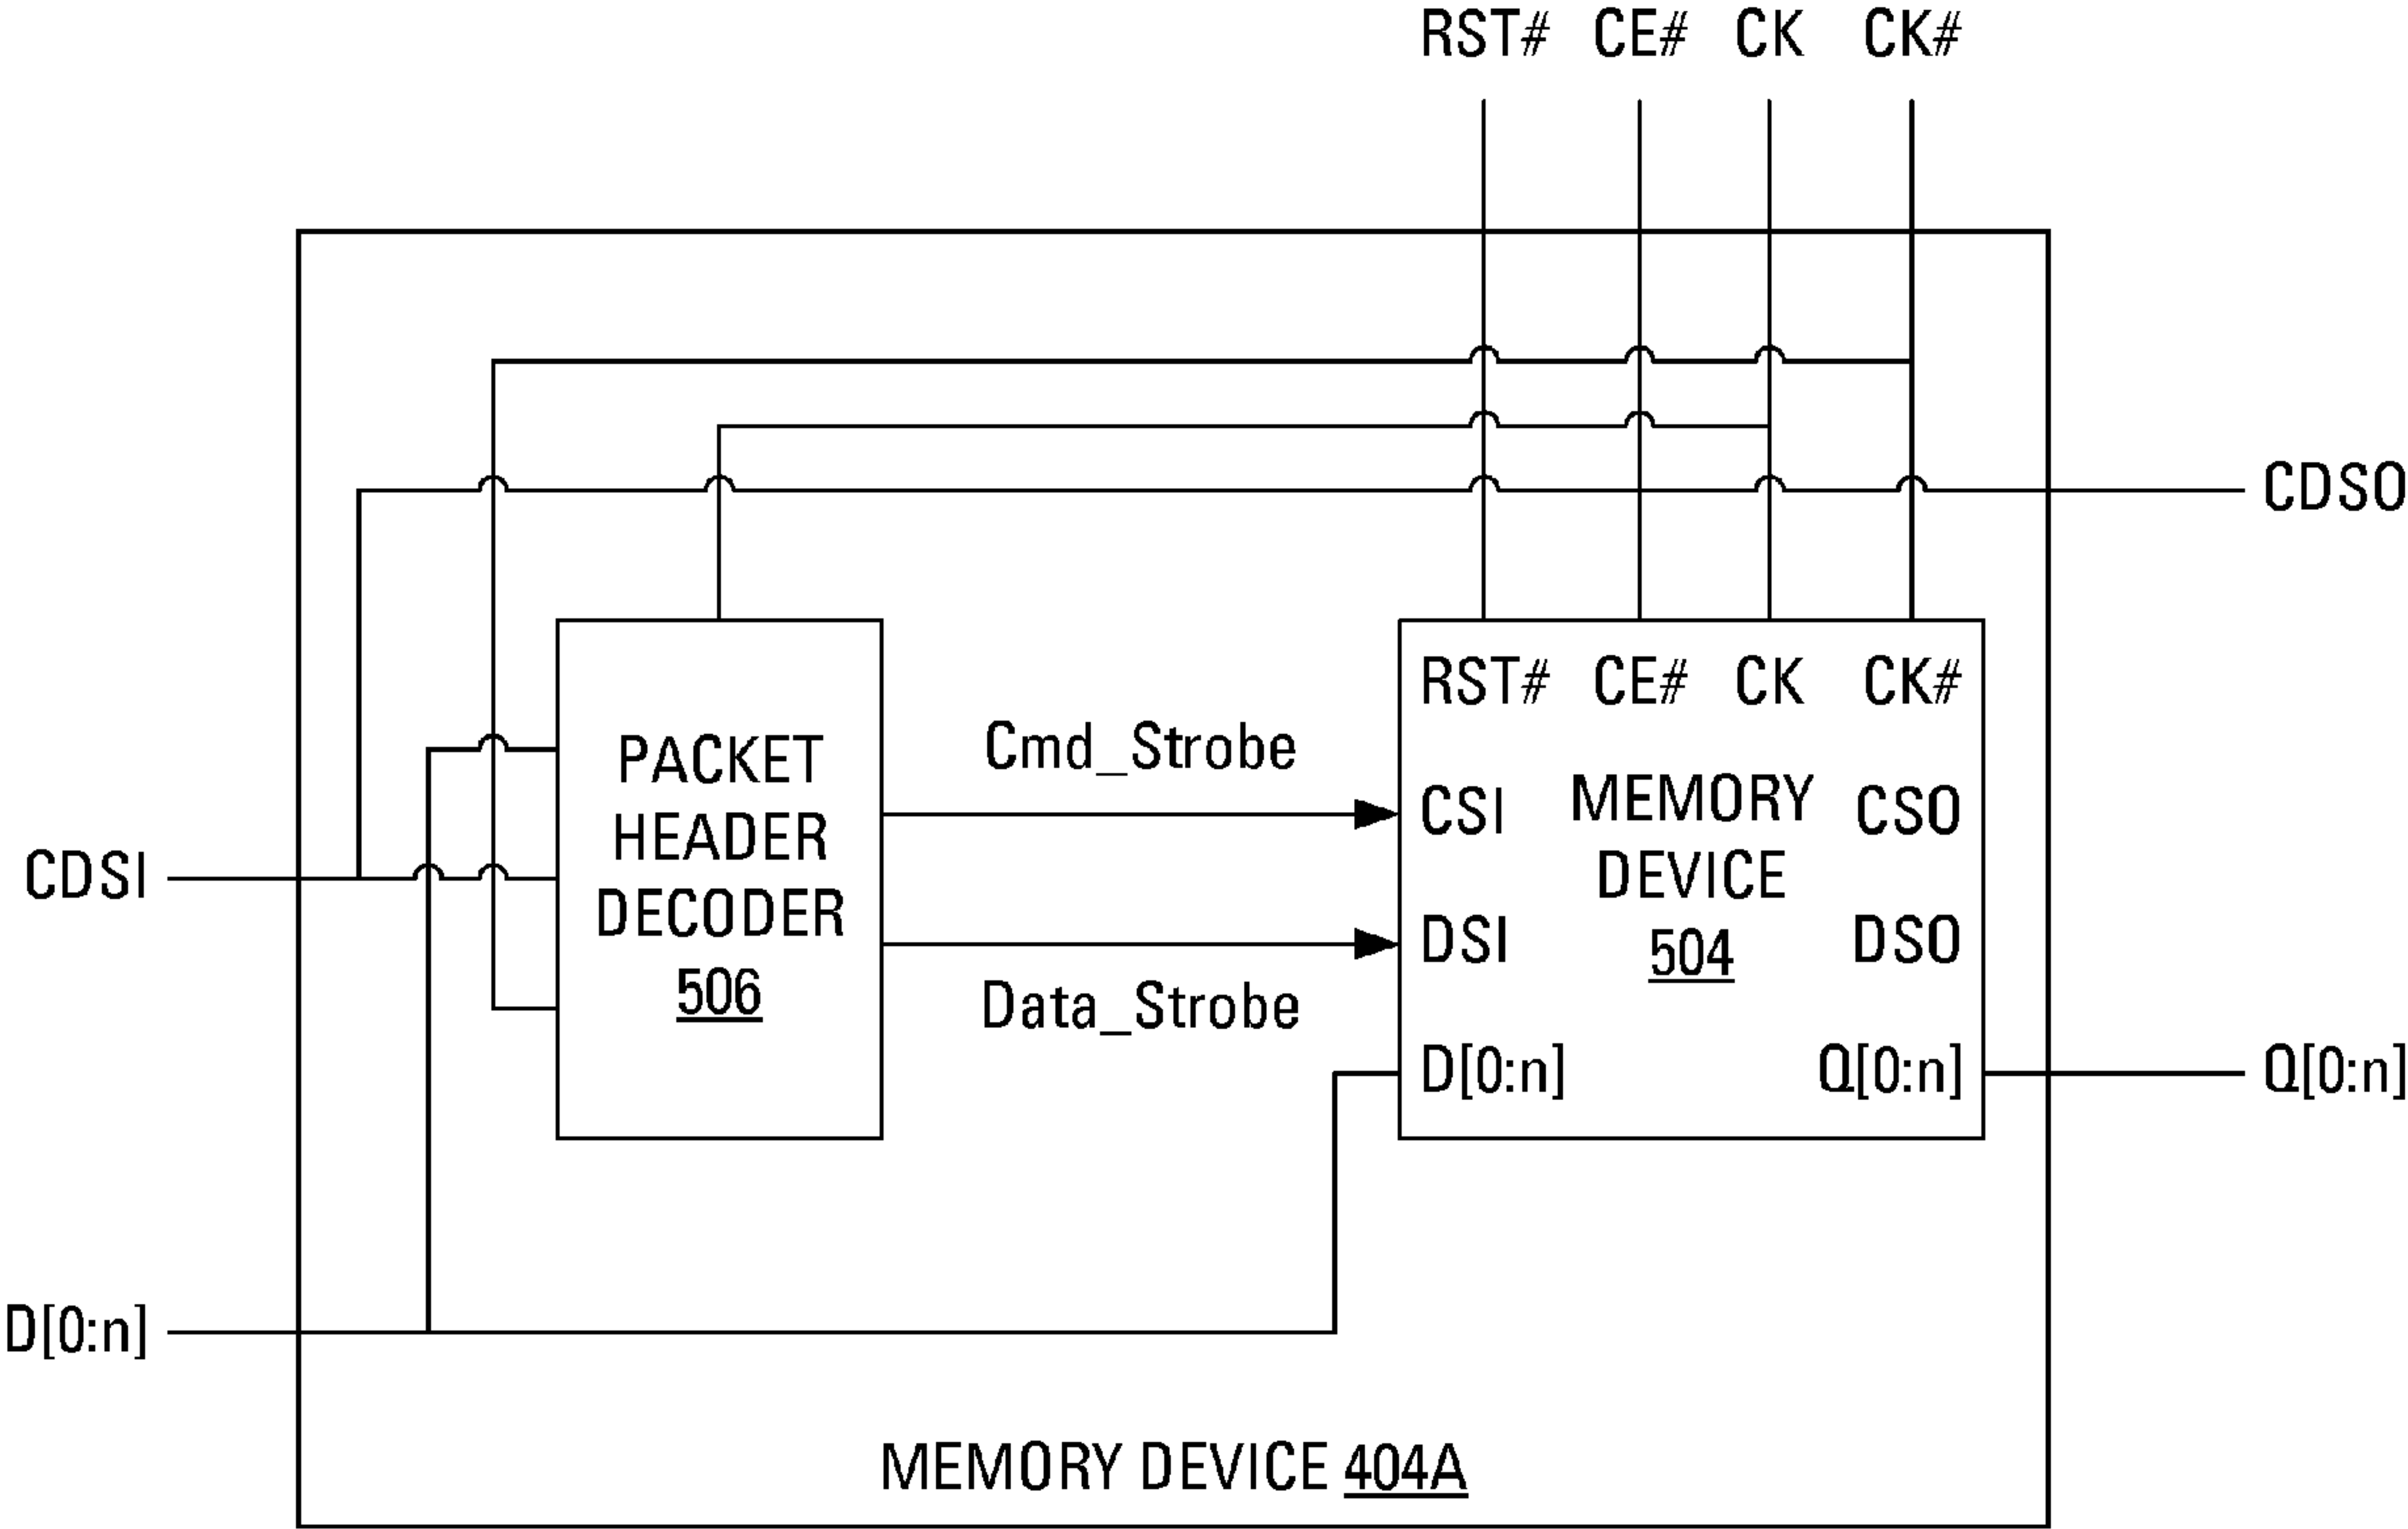 RST# CE# CK CK#
CDSO
RST# CE# CK CK#
PACKET
HEADER
DECODER
506
Cmd_Strobe
Data_Strobe
CSI
MEMORY
DEVICE
504
CSO
DSI
DSO
D[0:n]
Q[0:n]
CDSI
Q[0:n]
D[0:n]
MEMORY DEVICE 404A